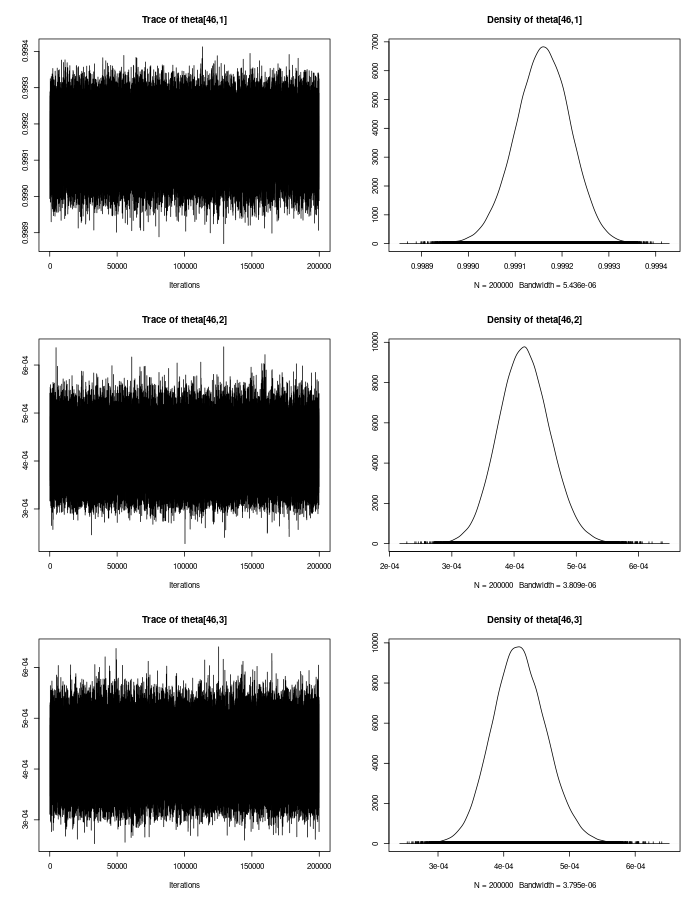 Trace of theta[46,1]
0.9989 0.9990 0.9991 0.9992 0.9993 0.9994
0 50000 100000 150000 200000
Iterations
Density of theta[46,1]
0 1000 2000 3000 4000 5000 6000 7000
0.9989 0.9990 0.9991 0.9992 0.9993 0.9994
N = 200000 Bandwidth = 5.436e-06
Trace of theta[46,2]
3e-04 4e-04 5e-04 6e-04
0 50000 100000 150000 200000
Iterations
Density of theta[46,2]
0 2000 4000 6000 8000 10000
2e-04 3e-04 4e-04 5e-04 6e-04
N = 200000 Bandwidth = 3.809e-06
Trace of theta[46,3]
3e-04 4e-04 5e-04 6e-04
0 50000 100000 150000 200000
Iterations
Density of theta[46,3]
0 2000 4000 6000 8000 10000
3e-04 4e-04 5e-04 6e-04
N = 200000 Bandwidth = 3.795e-06